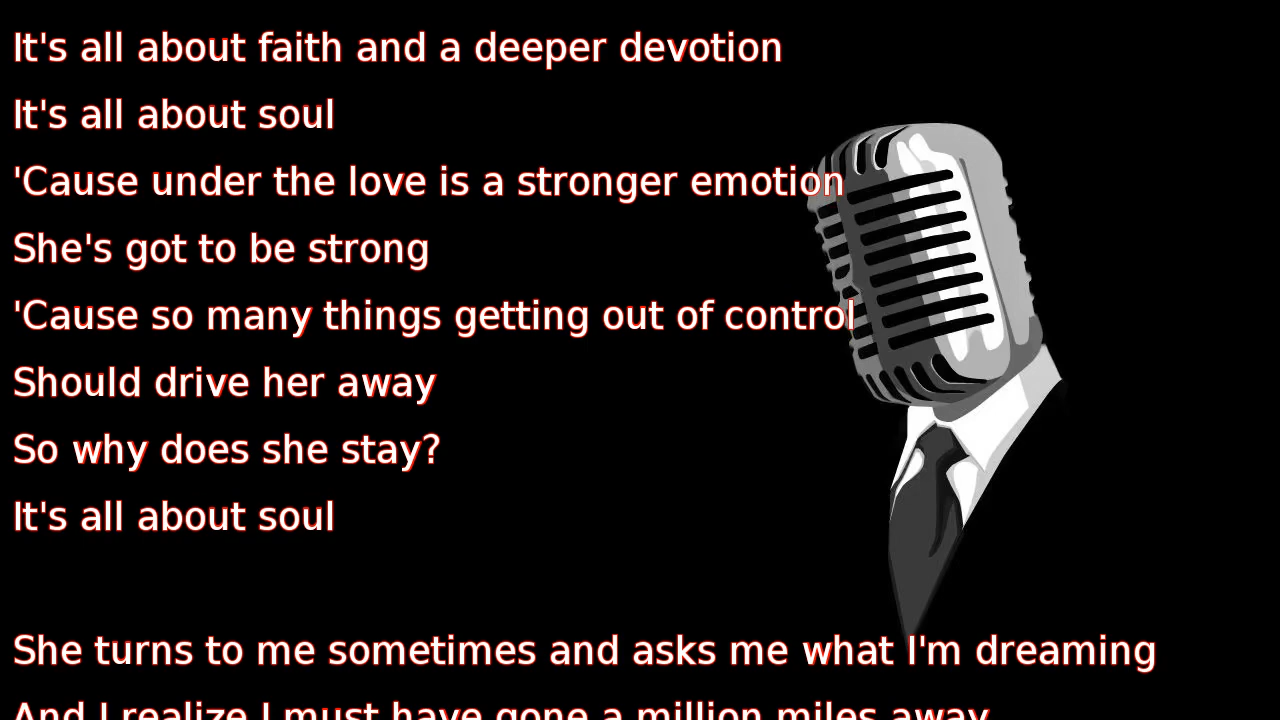 It's all about faith and a deeper devotion
It's all about soul
'Cause under the love is a stronger emotion
She's got to be strong
'Cause so many things getting out of control
Should drive her away
So why does she stay?
It's all about soul
She turns to me sometimes and asks me what I'm dreaming
And I realize I must have gone a million miles away